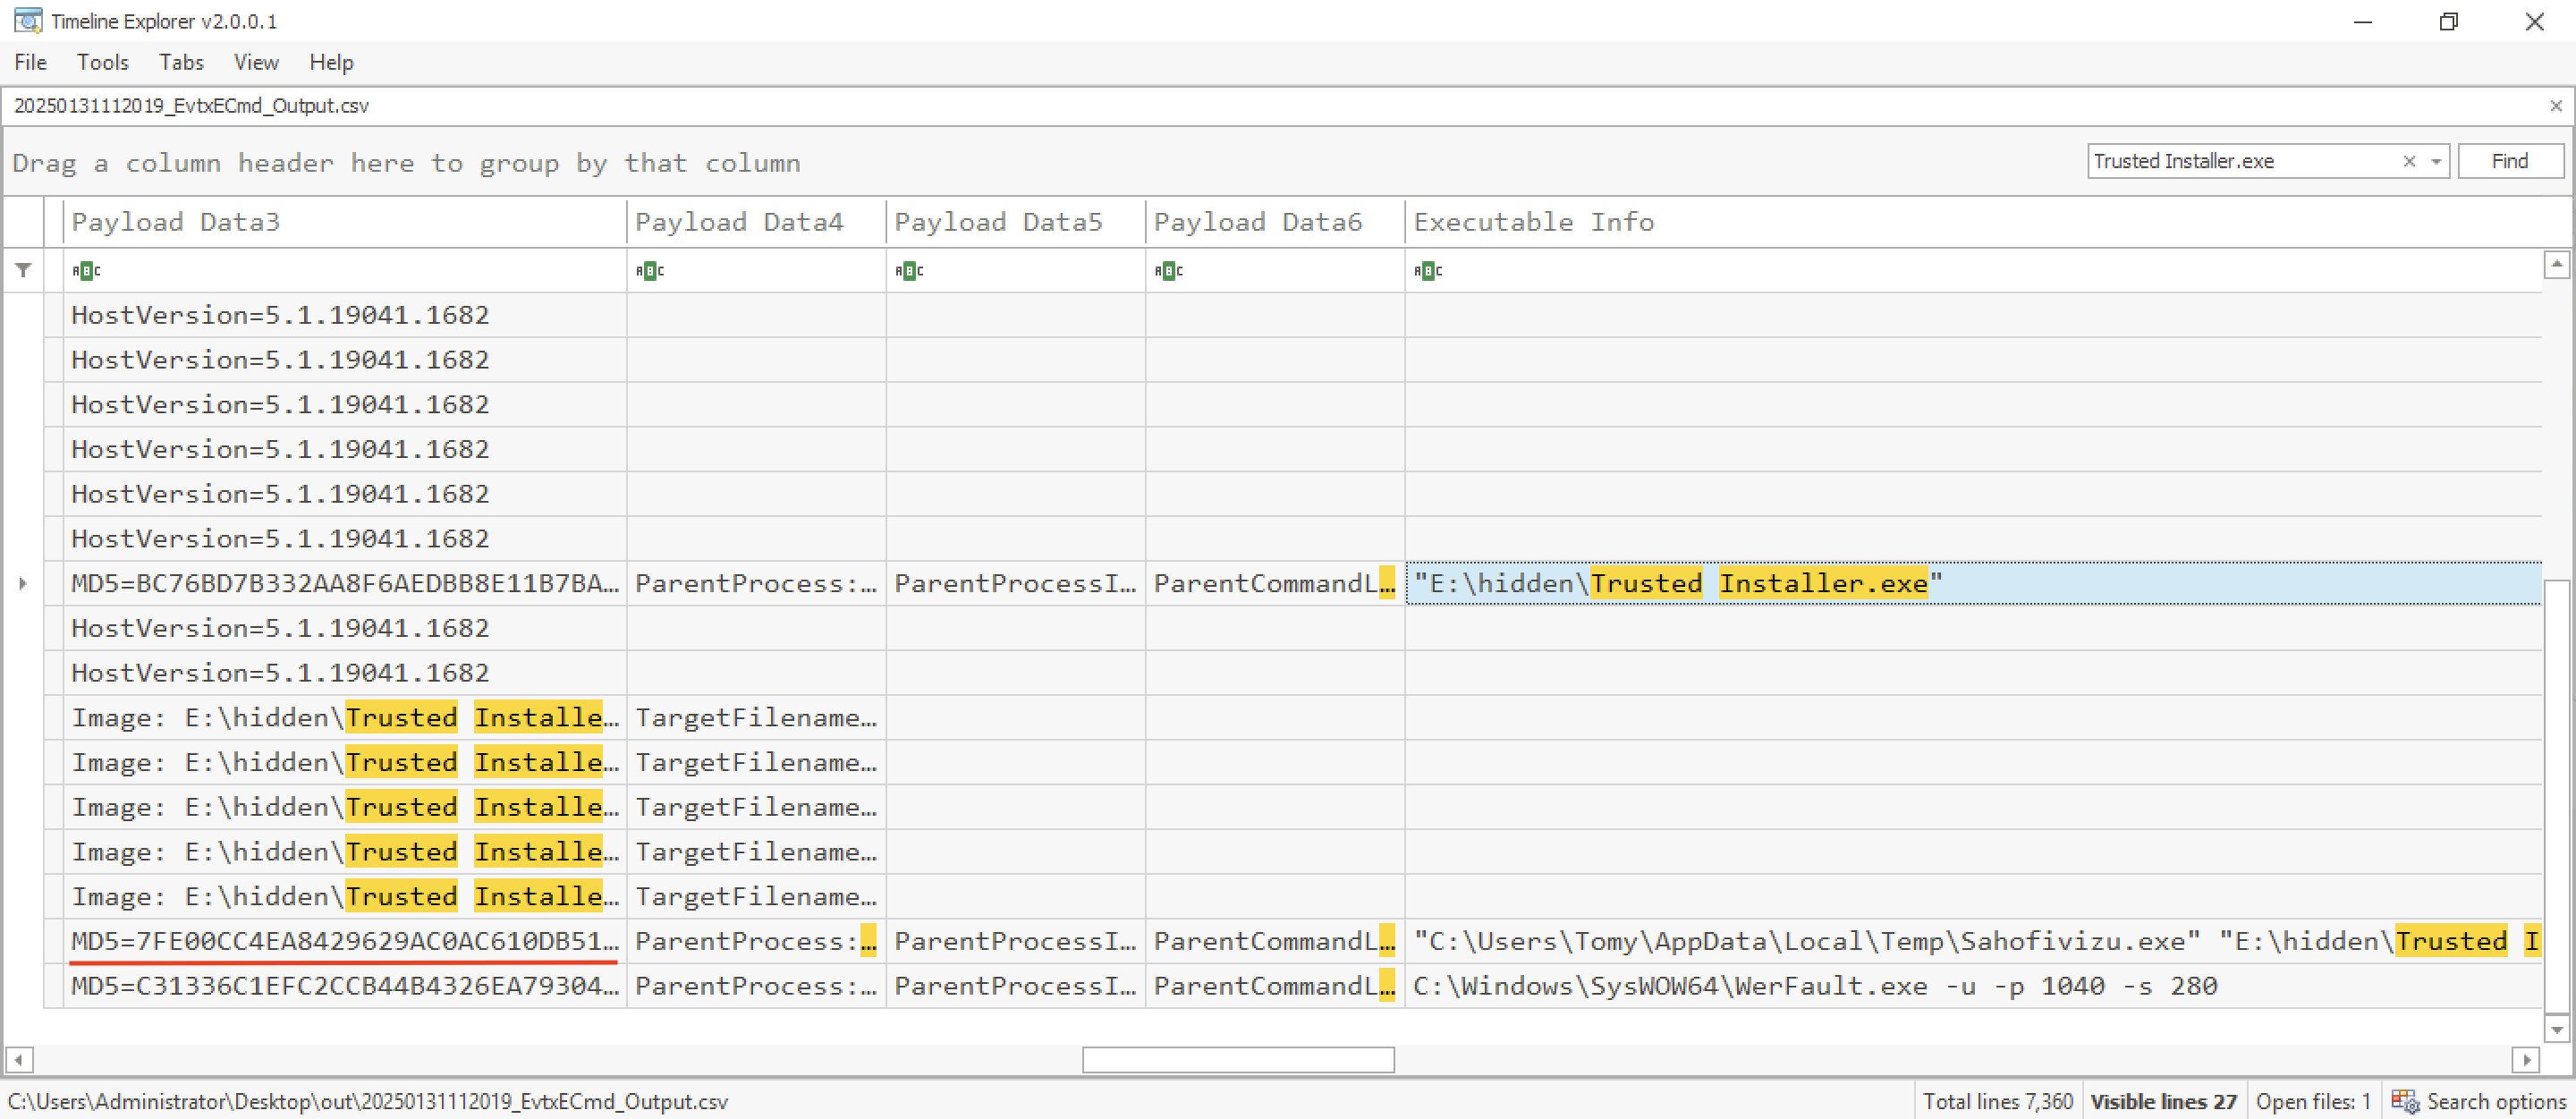 Timeline Explorer v2.0.0.1
File Tools Tabs View Help
20250131112019_EvtxECmd_Output.csv
Drag a column header here to group by that column
Trusted Installer.exe Find
Payload Data3 Payload Data4 Payload Data5 Payload Data6 Executable Info
ABC ABC ABC ABC ABC
HostVersion=5.1.19041.1682
HostVersion=5.1.19041.1682
HostVersion=5.1.19041.1682
HostVersion=5.1.19041.1682
HostVersion=5.1.19041.1682
HostVersion=5.1.19041.1682
MD5=BC76BD7B332AA8F6AEDBB8E11B7BA… ParentProcess:… ParentProcessI… ParentCommandL… "E:\hidden\Trusted Installer.exe"
HostVersion=5.1.19041.1682
HostVersion=5.1.19041.1682
Image: E:\hidden\Trusted Installe… TargetFilename…
Image: E:\hidden\Trusted Installe… TargetFilename…
Image: E:\hidden\Trusted Installe… TargetFilename…
Image: E:\hidden\Trusted Installe… TargetFilename…
Image: E:\hidden\Trusted Installe… TargetFilename…
MD5=7FE00CC4EA8429629AC0AC610DB51… ParentProcess:… ParentProcessI… ParentCommandL… "C:\Users\Tomy\AppData\Local\Temp\Sahofivizu.exe" "E:\hidden\Trusted I
MD5=C31336C1EFC2CCB44B4326EA79304… ParentProcess:… ParentProcessI… ParentCommandL… C:\Windows\SysWOW64\WerFault.exe -u -p 1040 -s 280
C:\Users\Administrator\Desktop\out\20250131112019_EvtxECmd_Output.csv Total lines 7,360 Visible lines 27 Open files: 1 Search options